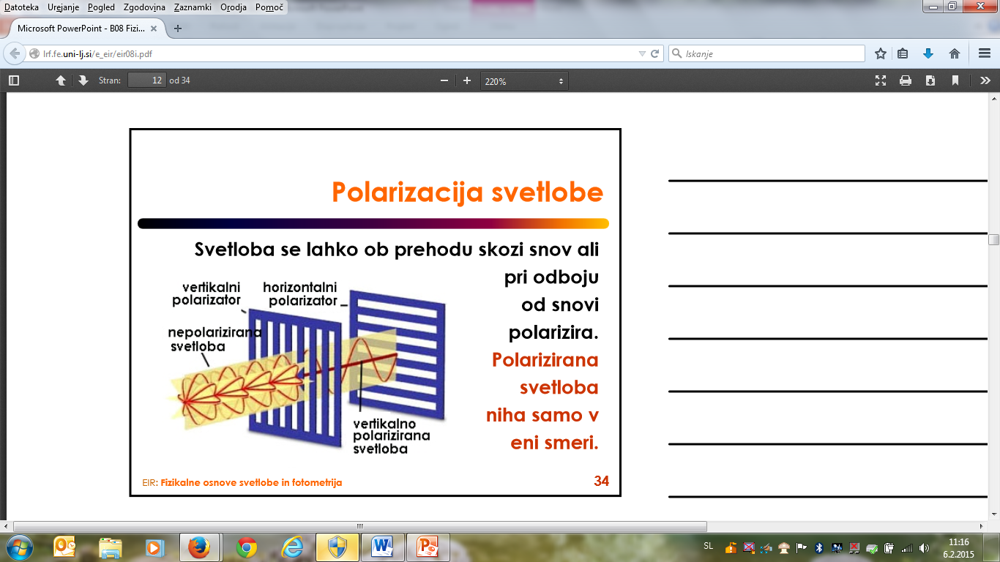 Datoteka Urejanje Pogled Zgodovina Zaznamki Orodja Pomoč
Microsoft PowerPoint - B08 Fizi... × +
lrf.fe.uni-lj.si/e_eir/eir08i.pdf
Iskanje
Stran: 12 od 34
220%
Polarizacija svetlobe
Svetloba se lahko ob prehodu skozi snov ali
pri odboju
od snovi
polarizira.
Polarizirana
svetloba
niha samo v
eni smeri.
vertikalni
polarizator
horizontalni
polarizator
nepolarizirana
svetloba
vertikalno
polarizirana
svetloba
EIR: Fizikalne osnove svetlobe in fotometrija
34
SL
11:16
6.2.2015